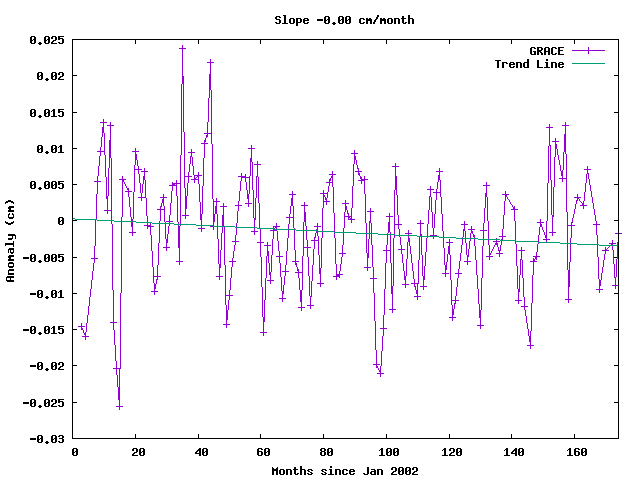 Slope -0.00 cm/month
GRACE
Trend Line
Anomaly (cm)
0.025
0.02
0.015
0.01
0.005
0
-0.005
-0.01
-0.015
-0.02
-0.025
-0.03
0 20 40 60 80 100 120 140 160
Months since Jan 2002